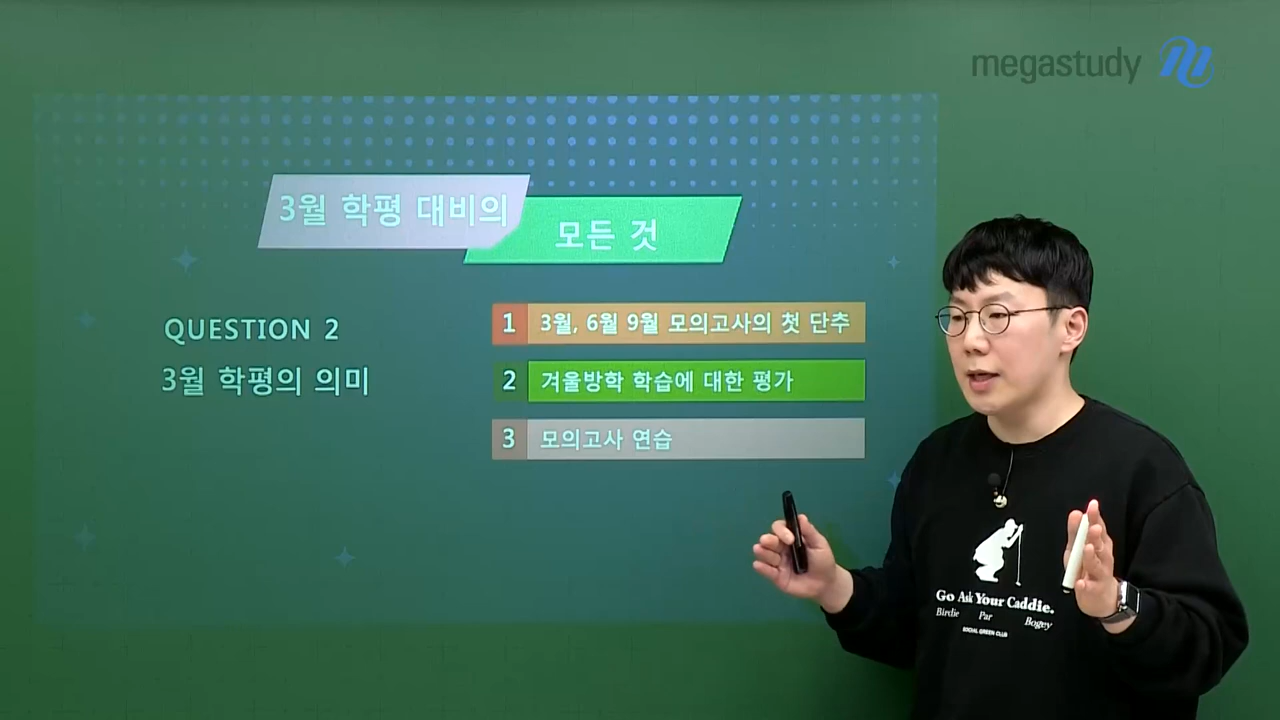 megastudy
3월 학평 대비의
모든 것
QUESTION 2
3월 학평의 의미
1 3월, 6월 9월 모의고사의 첫 단추
2 겨울방학 학습에 대한 평가
3 모의고사 연습
Go Ask Your Caddie.
Birdie Par Bogey
SOCIAL GREEN CLUB